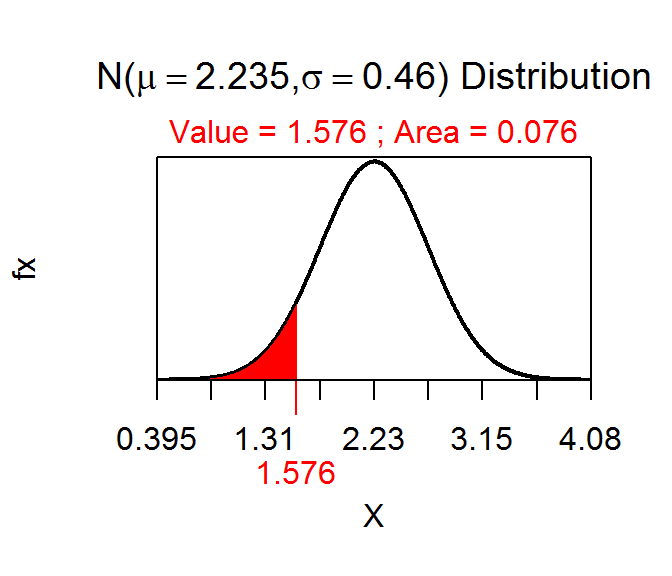 N(μ = 2.235,σ = 0.46) Distribution
Value = 1.576 ; Area = 0.076
fx
0.395 1.31 2.23 3.15 4.08
1.576
X